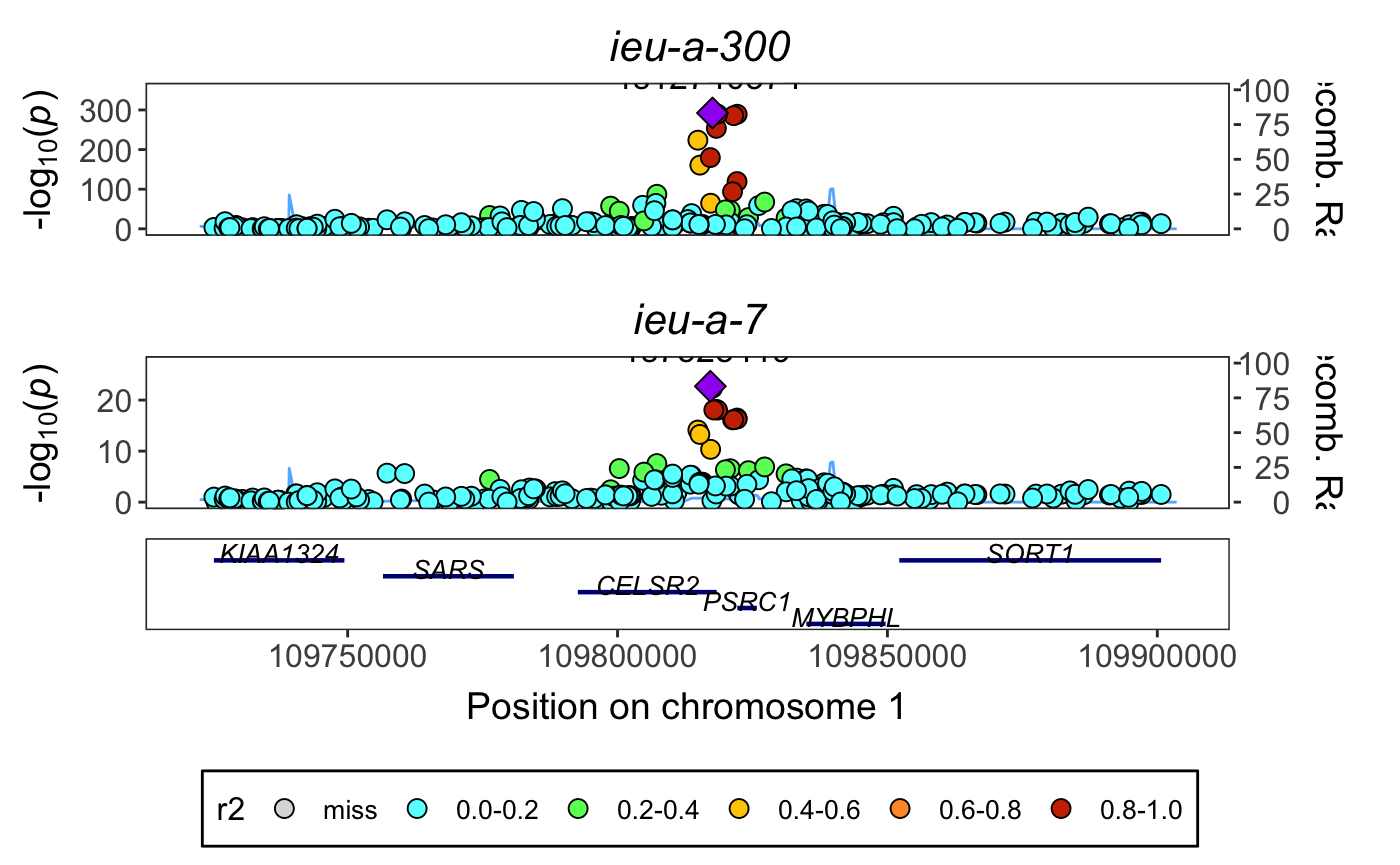 ieu-a-300
-log10(p)
300
200
100
0
100
75
50
25
0
ieu-a-7
-log10(p)
20
10
0
100
75
50
25
0
KIAA1324
SORT1
SARS
CELSR2
PSRC1
MYBPHL
109750000 109800000 109850000 109900000
Position on chromosome 1
r2 miss 0.0-0.2 0.2-0.4 0.4-0.6 0.6-0.8 0.8-1.0